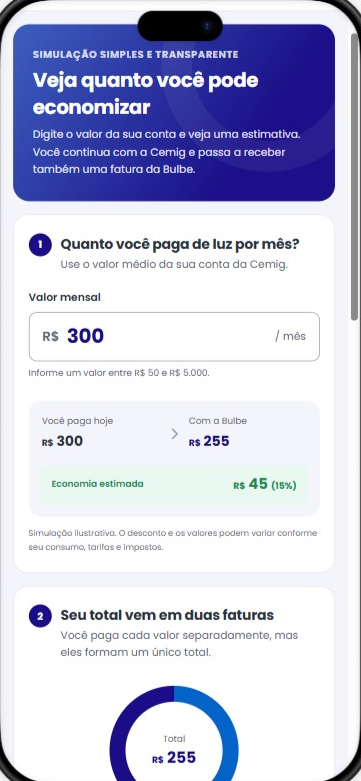 SIMULAÇÃO SIMPLES E TRANSPARENTE
Veja quanto você pode
economizar
Digite o valor da sua conta e veja uma estimativa.
Você continua com a Cemig e passa a receber
também uma fatura da Bulbe.
1 Quanto você paga de luz por mês?
Use o valor médio da sua conta da Cemig.
Valor mensal
R$ 300 / mês
Informe um valor entre R$ 50 e R$ 5.000.
Você paga hoje
R$ 300
Com a Bulbe
R$ 255
Economia estimada R$ 45 (15%)
Simulação ilustrativa. O desconto e os valores podem variar conforme
seu consumo, tarifas e impostos.
2 Seu total vem em duas faturas
Você paga cada valor separadamente, mas
eles formam um único total.
Total
R$ 255